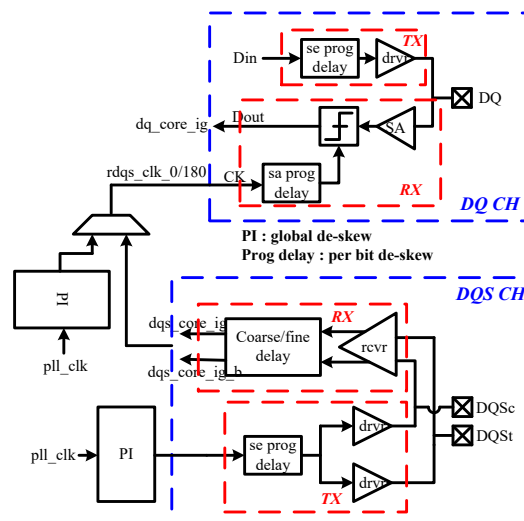 TX
Din
se prog
delay
drvr
DQ
dq_core_ig
Dout
SA
rdqs_clk_0/180
CK
sa prog
delay
RX
DQ CH
PI : global de-skew
Prog delay : per bit de-skew
PI
pll_clk
DQS CH
RX
dqs_core_ig
Coarse/fine
delay
rcvr
dqs_core_ig_b
DQSc
DQSt
pll_clk
PI
se prog
delay
drvr
drvr
TX